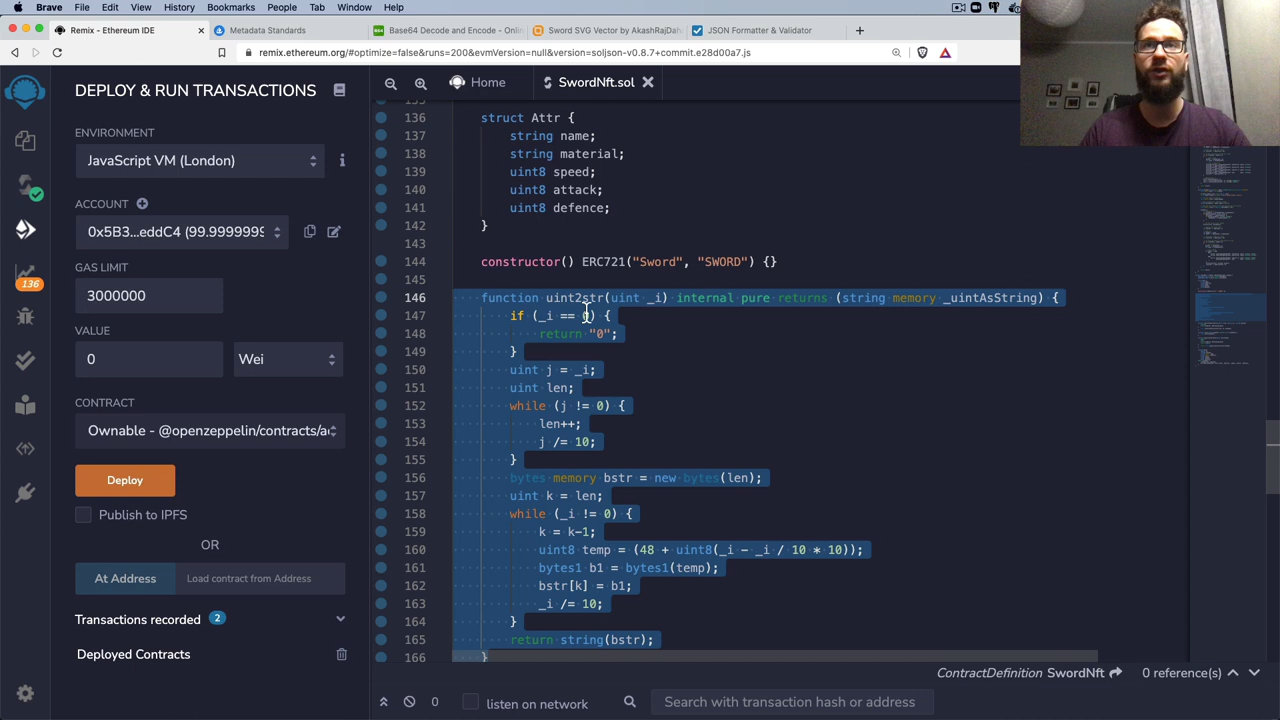 Brave File Edit View History Bookmarks People Tab Window Help
Remix - Ethereum IDE
Metadata Standards
Base64 Decode and Encode - Onlin
Sword SVG Vector by AkashRajDah
JSON Formatter & Validator
remix.ethereum.org/#optimize=false&runs=200&evmVersion=null&version=soljson-v0.8.7+commit.e28d00a7.js
DEPLOY & RUN TRANSACTIONS
Home
SwordNft.sol
ENVIRONMENT
JavaScript VM (London)
ACCOUNT
0x5B3...eddC4 (99.9999999
GAS LIMIT
3000000
VALUE
0
Wei
CONTRACT
Ownable - @openzeppelin/contracts/ac
Deploy
Publish to IPFS
OR
At Address
Load contract from Address
Transactions recorded 2
Deployed Contracts
136
136 struct Attr {
137 string name;
138 string material;
139 uint8 speed;
140 uint8 attack;
141 uint8 defence;
142 }
143
144 constructor() ERC721("Sword", "SWORD") {}
145
146 function uint2str(uint _i) internal pure returns (string memory _uintAsString) {
147 if (_i == 0) {
148 return "0";
149 }
150 uint j = _i;
151 uint len;
152 while (j != 0) {
153 len++;
154 j /= 10;
155 }
156 bytes memory bstr = new bytes(len);
157 uint k = len;
158 while (_i != 0) {
159 k = k-1;
160 uint8 temp = (48 + uint8(_i - _i / 10 * 10));
161 bytes1 b1 = bytes1(temp);
162 bstr[k] = b1;
163 _i /= 10;
164 }
165 return string(bstr);
166 }
ContractDefinition SwordNft
0 reference(s)
0
listen on network
Search with transaction hash or address